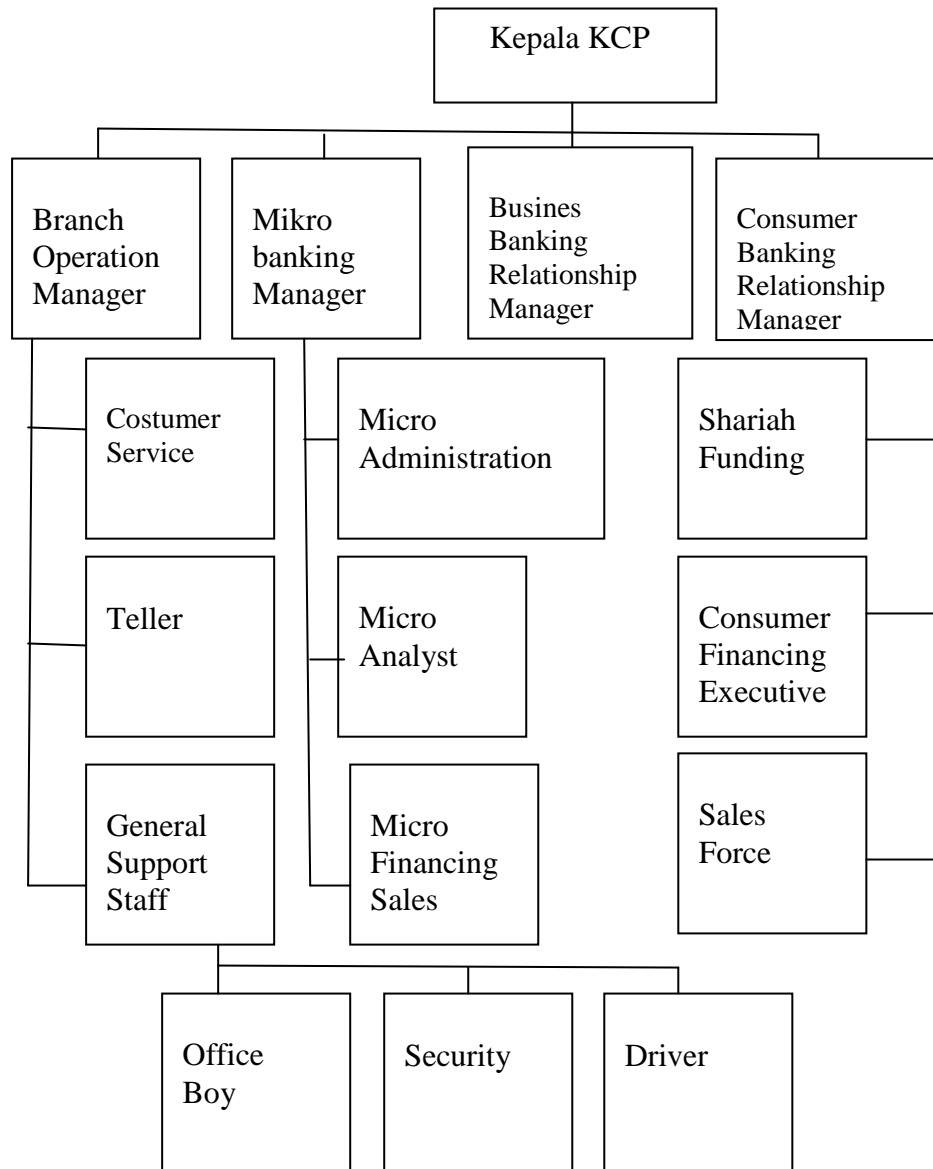 Kepala KCP
Branch
Operation
Manager
Mikro
banking
Manager
Busines
Banking
Relationship
Manager
Consumer
Banking
Relationship
Manager
Costumer
Service
Micro
Administration
Shariah
Funding
Teller
Micro
Analyst
Consumer
Financing
Executive
General
Support
Staff
Micro
Financing
Sales
Sales
Force
Office
Boy
Security
Driver